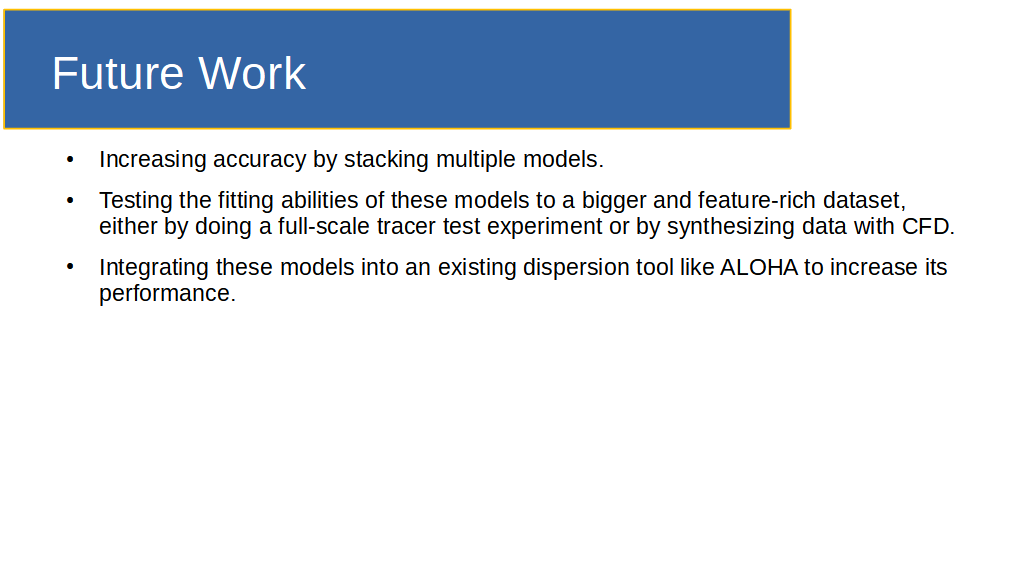 Future Work
• Increasing accuracy by stacking multiple models.
• Testing the fitting abilities of these models to a bigger and feature-rich dataset,
either by doing a full-scale tracer test experiment or by synthesizing data with CFD.
• Integrating these models into an existing dispersion tool like ALOHA to increase its
performance.